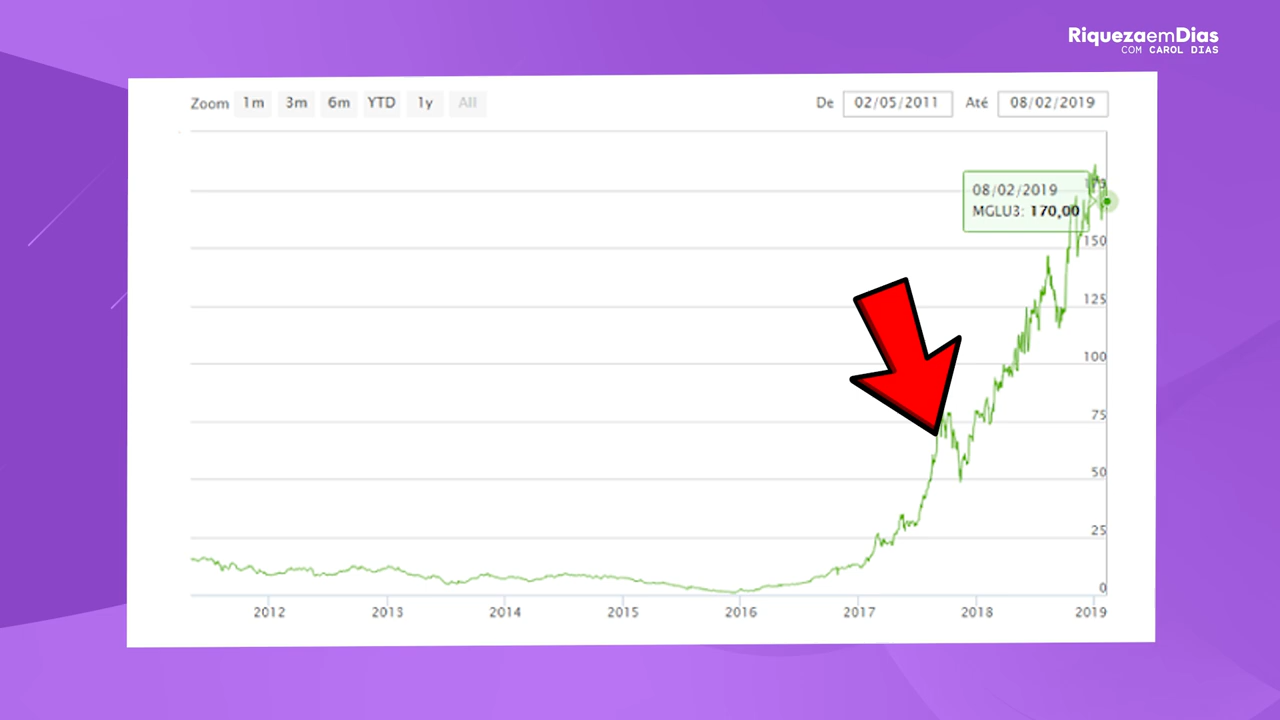 RiquezaemDias
COM CAROL DIAS
Zoom 1m 3m 6m YTD 1y All
De 02/05/2011 Até 08/02/2019
08/02/2019
MGLU3: 170,00
150
125
100
75
50
25
0
2012 2013 2014 2015 2016 2017 2018 2019